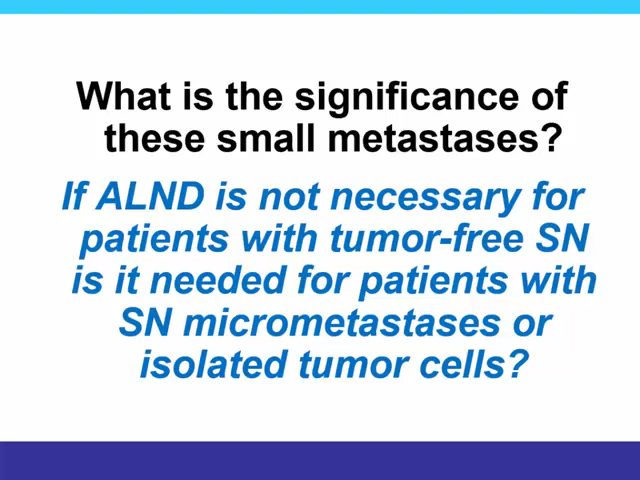 What is the significance of
these small metastases?
If ALND is not necessary for
patients with tumor-free SN
is it needed for patients with
SN micrometastases or
isolated tumor cells?